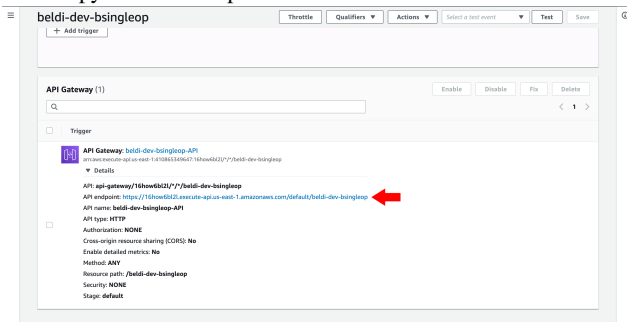 beldi-dev-bsingleop
Throttle Qualifiers ▼ Actions ▼ Select a test event ▼ Test Save
+ Add trigger
API Gateway (1)
Enable Disable Fix Delete
< 1 >
Trigger
API Gateway: beldi-dev-bsingleop-API
arn:aws:execute-api:us-east-1:410865349647:16how6bl2l/*/*/beldi-dev-bsingleop
▼ Details
API: api-gateway/16how6bl2l/*/*/beldi-dev-bsingleop
API endpoint: https://16how6bl2l.execute-api.us-east-1.amazonaws.com/default/beldi-dev-bsingleop
API name: beldi-dev-bsingleop-API
API type: HTTP
Authorization: NONE
Cross-origin resource sharing (CORS): No
Enable detailed metrics: No
Method: ANY
Resource path: /beldi-dev-bsingleop
Security: NONE
Stage: default